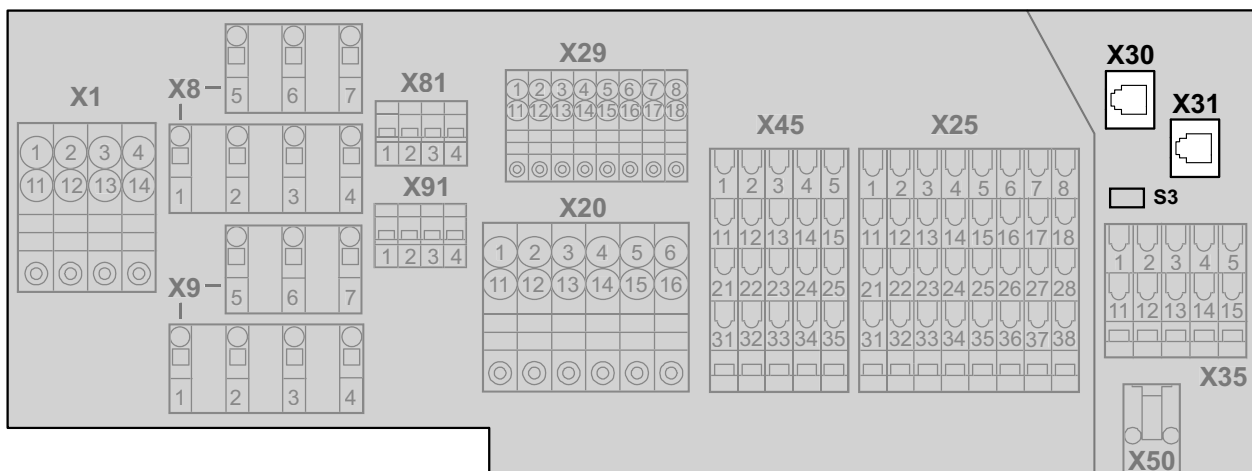 X1
1 2 3 4
11 12 13 14
X8
5 6 7
1 2 3 4
X9
5 6 7
1 2 3 4
X81
1 2 3 4
X91
1 2 3 4
X29
1 2 3 4 5 6 7 8
11 12 13 14 15 16 17 18
X20
1 2 3 4 5 6
11 12 13 14 15 16
X45
1 2 3 4 5
11 12 13 14 15
21 22 23 24 25
31 32 33 34 35
X25
1 2 3 4 5 6 7 8
11 12 13 14 15 16 17 18
21 22 23 24 25 26 27 28
31 32 33 34 35 36 37 38
X30
X31
S3
1 2 3 4 5
11 12 13 14 15
X35
X50